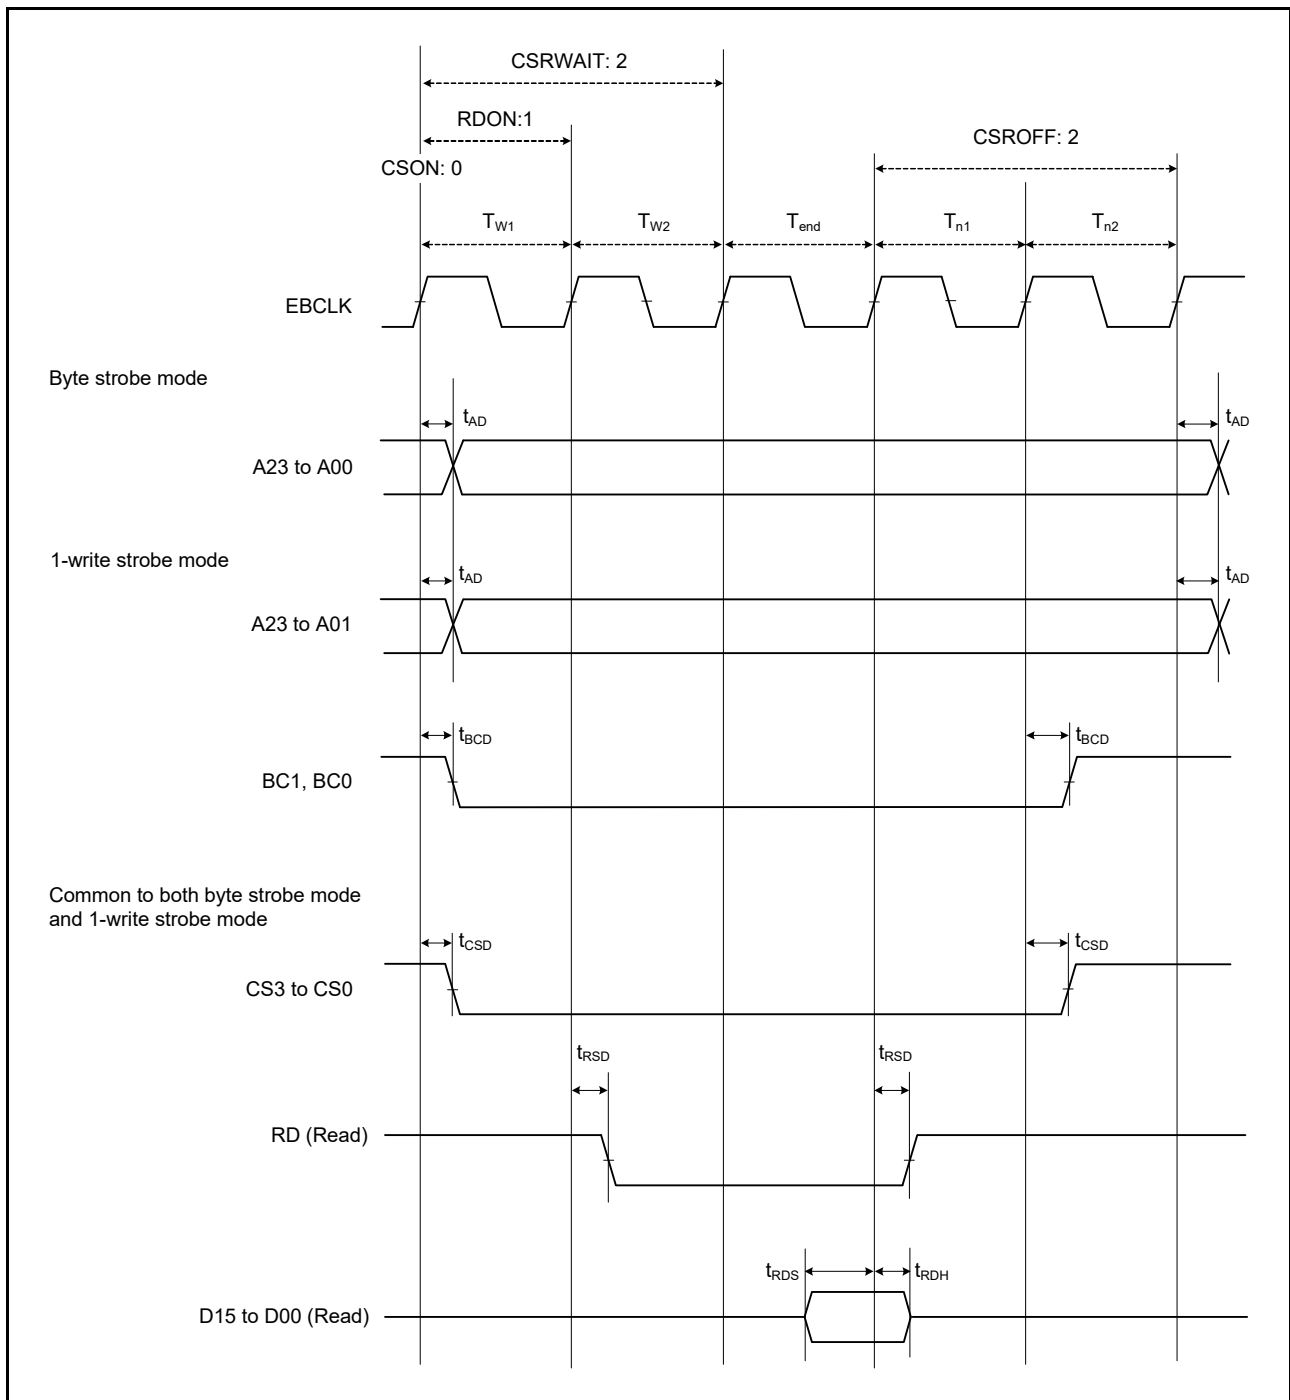 CSRWAIT: 2
RDON:1
CSROFF: 2
CSON: 0
TW1 TW2 Tend Tn1 Tn2
EBCLK
Byte strobe mode
tAD tAD
A23 to A00
1-write strobe mode
tAD tAD
A23 to A01
tBCD tBCD
BC1, BC0
Common to both byte strobe mode
and 1-write strobe mode
tCSD tCSD
CS3 to CS0
tRSD tRSD
RD (Read)
tRDS tRDH
D15 to D00 (Read)